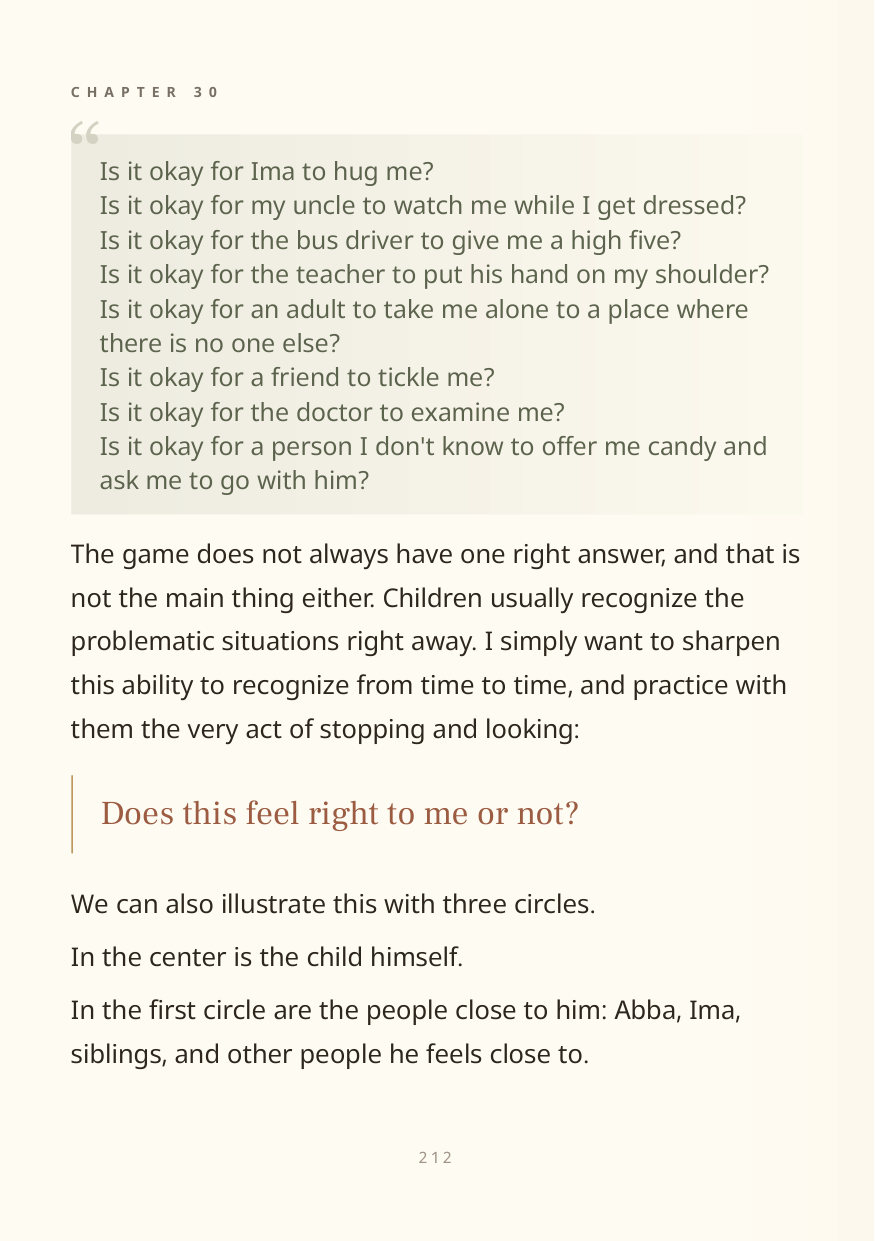 CHAPTER 30
“
Is it okay for Ima to hug me?
Is it okay for my uncle to watch me while I get dressed?
Is it okay for the bus driver to give me a high five?
Is it okay for the teacher to put his hand on my shoulder?
Is it okay for an adult to take me alone to a place where
there is no one else?
Is it okay for a friend to tickle me?
Is it okay for the doctor to examine me?
Is it okay for a person I don't know to offer me candy and
ask me to go with him?
The game does not always have one right answer, and that is
not the main thing either. Children usually recognize the
problematic situations right away. I simply want to sharpen
this ability to recognize from time to time, and practice with
them the very act of stopping and looking:
Does this feel right to me or not?
We can also illustrate this with three circles.
In the center is the child himself.
In the first circle are the people close to him: Abba, Ima,
siblings, and other people he feels close to.
212